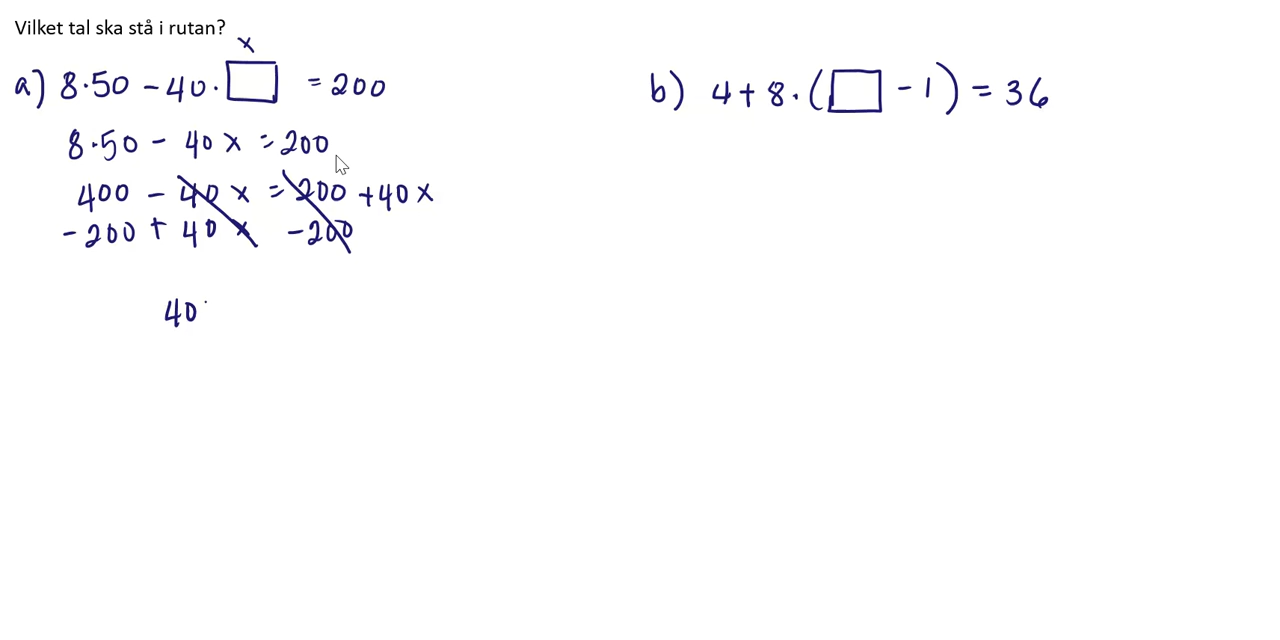 Vilket tal ska stå i rutan?
x
a) 8·50 - 40·□ = 200
8·50 - 40x = 200
400 - 40x = 200 + 40x
-200 + 40x -200
40
b) 4 + 8·(□ - 1) = 36